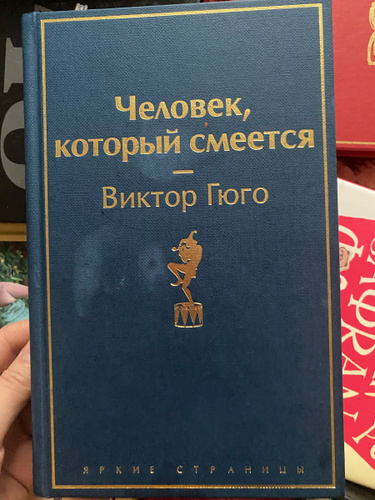 Человек,
который смеется
Виктор Гюго
ЯРКИЕ СТРАНИЦЫ